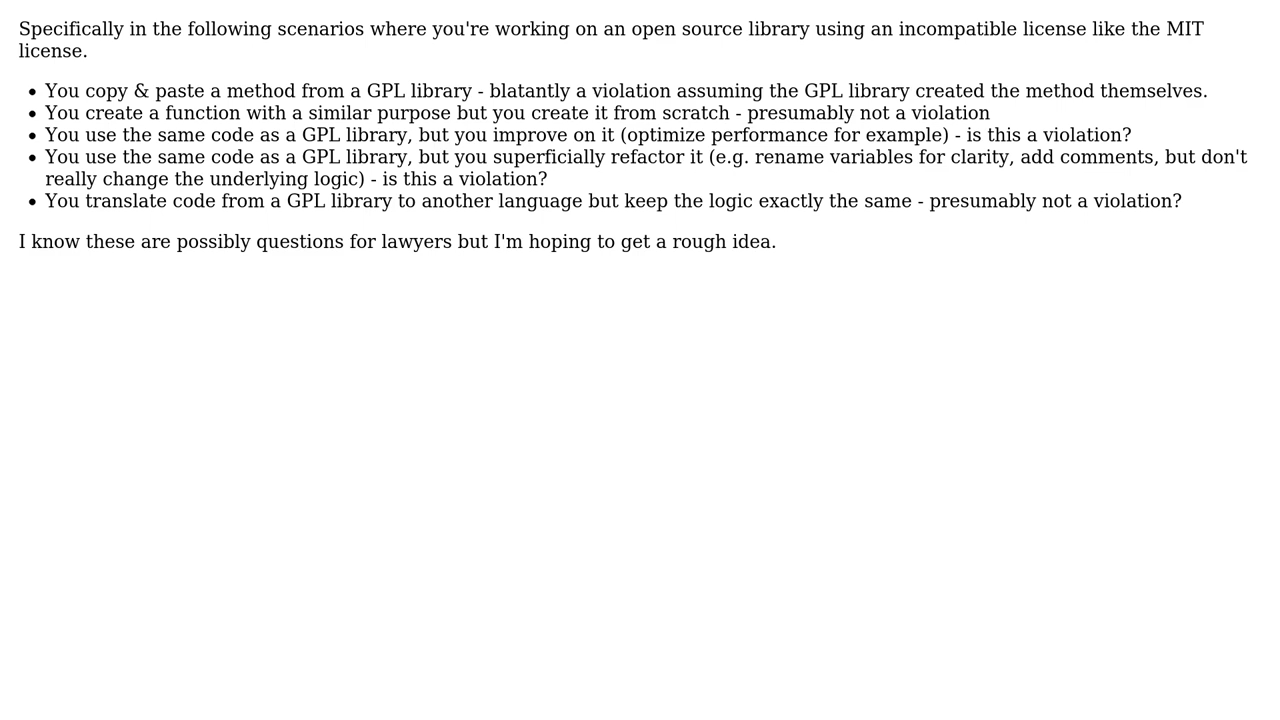 Specifically in the following scenarios where you're working on an open source library using an incompatible license like the MIT
license.
• You copy & paste a method from a GPL library - blatantly a violation assuming the GPL library created the method themselves.
• You create a function with a similar purpose but you create it from scratch - presumably not a violation
• You use the same code as a GPL library, but you improve on it (optimize performance for example) - is this a violation?
• You use the same code as a GPL library, but you superficially refactor it (e.g. rename variables for clarity, add comments, but don't
really change the underlying logic) - is this a violation?
• You translate code from a GPL library to another language but keep the logic exactly the same - presumably not a violation?
I know these are possibly questions for lawyers but I'm hoping to get a rough idea.